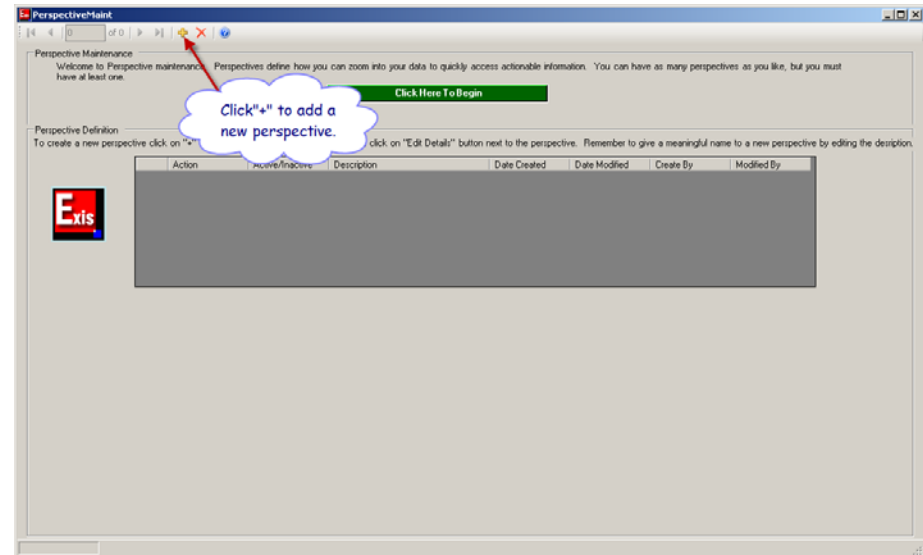 PerspectiveMaint
0 of 0
Perspective Maintenance
Welcome to Perspective maintenance. Perspectives define how you can zoom into your data to quickly access actionable information. You can have as many perspectives as you like, but you must
have at least one.
Click Here To Begin
Click"+" to add a
new perspective.
Perspective Definition
To create a new perspective click on "+" click on "Edit Details" button next to the perspective. Remember to give a meaningful name to a new perspective by editing the desription.
Action Active/Inactive Description Date Created Date Modified Create By Modified By
Exis